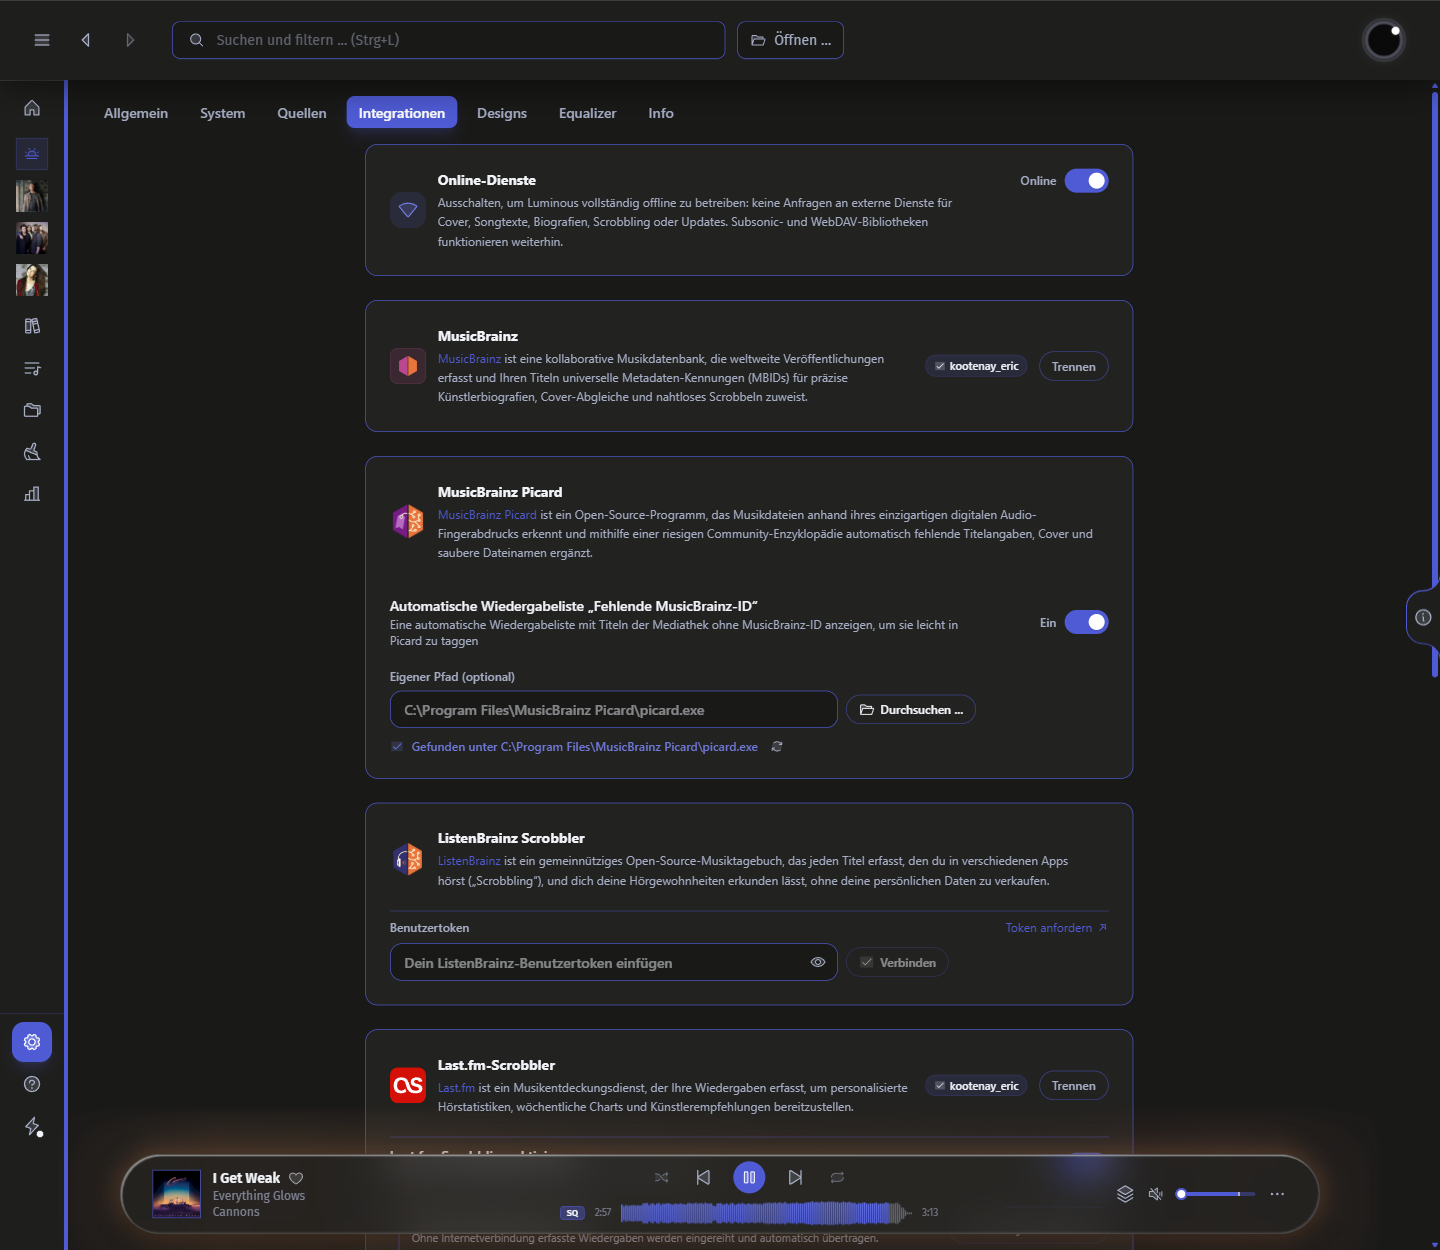 Suchen und filtern ... (Strg+L)
Öffnen ...
Allgemein
System
Quellen
Integrationen
Designs
Equalizer
Info
Online-Dienste
Online
Ausschalten, um Luminous vollständig offline zu betreiben: keine Anfragen an externe Dienste für
Cover, Songtexte, Biografien, Scrobbling oder Updates. Subsonic- und WebDAV-Bibliotheken
funktionieren weiterhin.
MusicBrainz
MusicBrainz ist eine kollaborative Musikdatenbank, die weltweite Veröffentlichungen
erfasst und Ihren Titeln universelle Metadaten-Kennungen (MBIDs) für präzise
Künstlerbiografien, Cover-Abgleiche und nahtloses Scrobbeln zuweist.
kootenay_eric
Trennen
MusicBrainz Picard
MusicBrainz Picard ist ein Open-Source-Programm, das Musikdateien anhand ihres einzigartigen digitalen Audio-
Fingerabdrucks erkennt und mithilfe einer riesigen Community-Enzyklopädie automatisch fehlende Titelangaben, Cover und
saubere Dateinamen ergänzt.
Automatische Wiedergabeliste „Fehlende MusicBrainz-ID“
Eine automatische Wiedergabeliste mit Titeln der Mediathek ohne MusicBrainz-ID anzeigen, um sie leicht in
Picard zu taggen
Ein
Eigener Pfad (optional)
C:\Program Files\MusicBrainz Picard\picard.exe
Durchsuchen ...
Gefunden unter C:\Program Files\MusicBrainz Picard\picard.exe
ListenBrainz Scrobbler
ListenBrainz ist ein gemeinnütziges Open-Source-Musiktagebuch, das jeden Titel erfasst, den du in verschiedenen Apps
hörst („Scrobbling“), und dich deine Hörgewohnheiten erkunden lässt, ohne deine persönlichen Daten zu verkaufen.
Benutzertoken
Token anfordern
Dein ListenBrainz-Benutzertoken einfügen
Verbinden
Last.fm-Scrobbler
Last.fm ist ein Musikentdeckungsdienst, der Ihre Wiedergaben erfasst, um personalisierte
Hörstatistiken, wöchentliche Charts und Künstlerempfehlungen bereitzustellen.
kootenay_eric
Trennen
I Get Weak
Everything Glows
Cannons
SQ
2:57
3:13
Ohne Internetverbindung erfasste Wiedergaben werden eingereiht und automatisch übertragen.